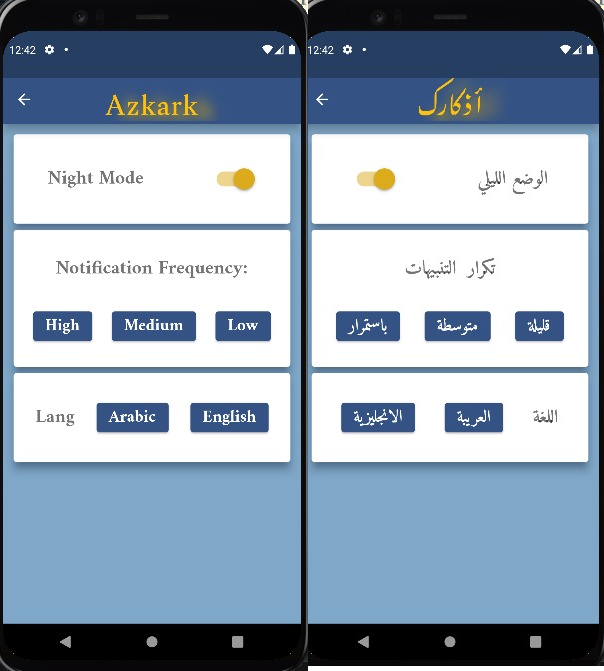 12:42
Azkark
Night Mode
Notification Frequency:
High Medium Low
Lang Arabic English
12:42
أذكارك
الوضع الليلي
تكرار التنبيهات
قليلة متوسطة باستمرار
اللغة العربية الانجليزية